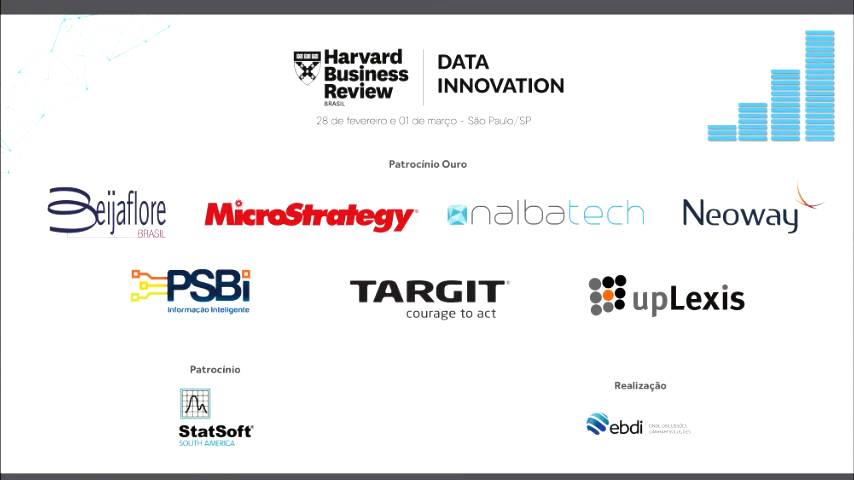 Harvard
Business
Review
BRASIL
DATA
INNOVATION
28 de fevereiro e 01 de março - São Paulo/SP
Patrocínio Ouro
Beijaflore
BRASIL
MicroStrategy®
nalbatech
Neoway
PSBi
Informação Inteligente
TARGIT®
courage to act
upLexis
Patrocínio
StatSoft®
SOUTH AMERICA
Realização
ebdi